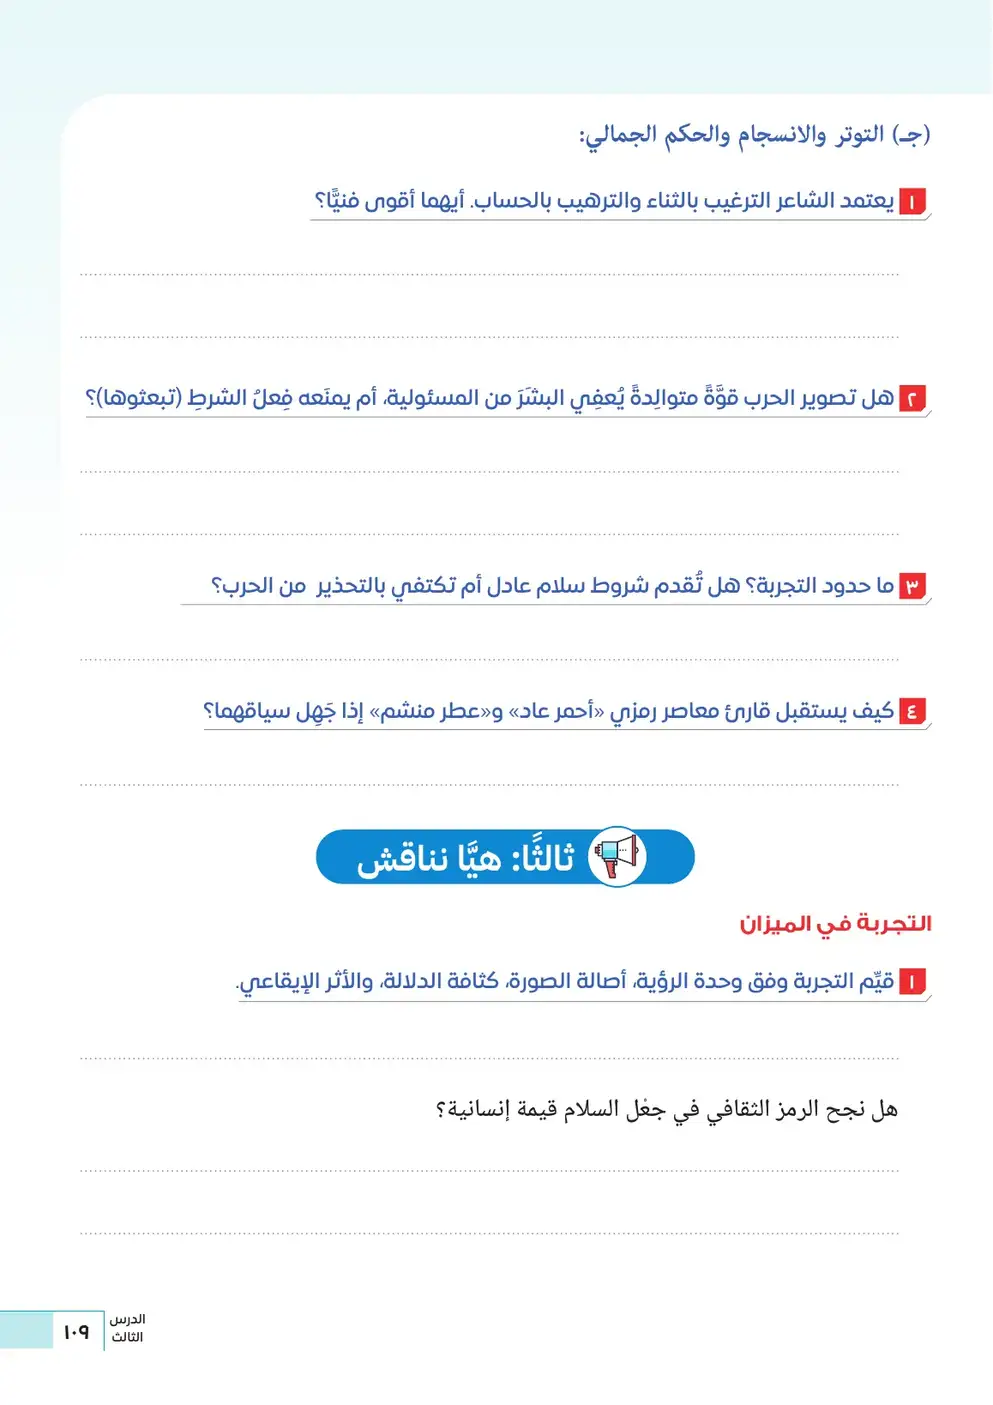 (جـ) التوتر والانسجام والحكم الجمالي:
١ يعتمد الشاعر الترغيب بالثناء والترهيب بالحساب. أيهما أقوى فنيًّا؟
٢ هل تصوير الحرب قوَّةً متوالِدةً يُعفِي البشَرَ من المسئولية، أم يمنَعه فِعلُ الشرطِ (تبعثوها)؟
٣ ما حدود التجربة؟ هل تُقدم شروط سلام عادل أم تكتفي بالتحذير من الحرب؟
٤ كيف يستقبل قارئ معاصر رمزي «أحمر عاد» و«عطر منشم» إذا جَهِل سياقهما؟
ثالثًا: هيَّا نناقش
التجربة في الميزان
١ قيِّم التجربة وفق وحدة الرؤية، أصالة الصورة، كثافة الدلالة، والأثر الإيقاعي.
هل نجح الرمز الثقافي في جعْل السلام قيمة إنسانية؟
الدرس
الثالث
١٠٩